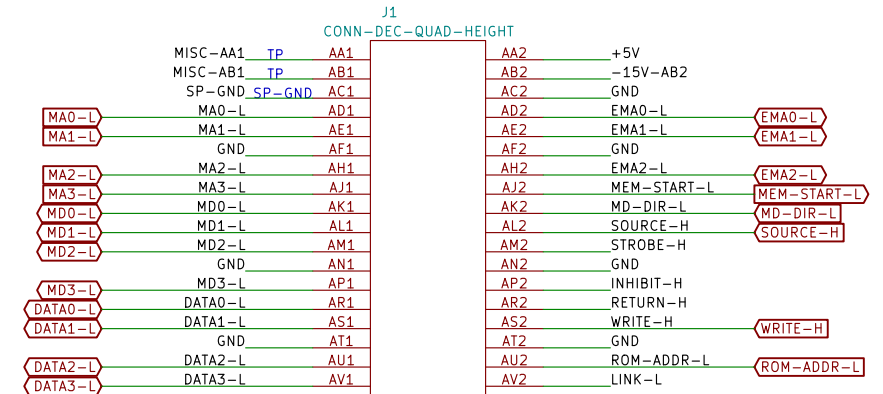 J1
CONN-DEC-QUAD-HEIGHT
MISC-AA1 TP AA1 AA2 +5V
MISC-AB1 TP AB1 AB2 -15V-AB2
SP-GND SP-GND AC1 AC2 GND
MA0-L MA0-L AD1 AD2 EMA0-L EMA0-L
MA1-L MA1-L AE1 AE2 EMA1-L EMA1-L
GND AF1 AF2 GND
MA2-L MA2-L AH1 AH2 EMA2-L EMA2-L
MA3-L MA3-L AJ1 AJ2 MEM-START-L MEM-START-L
MD0-L MD0-L AK1 AK2 MD-DIR-L MD-DIR-L
MD1-L MD1-L AL1 AL2 SOURCE-H SOURCE-H
MD2-L MD2-L AM1 AM2 STROBE-H
GND AN1 AN2 GND
MD3-L MD3-L AP1 AP2 INHIBIT-H
DATA0-L DATA0-L AR1 AR2 RETURN-H
DATA1-L DATA1-L AS1 AS2 WRITE-H WRITE-H
GND AT1 AT2 GND
DATA2-L DATA2-L AU1 AU2 ROM-ADDR-L ROM-ADDR-L
DATA3-L DATA3-L AV1 AV2 LINK-L